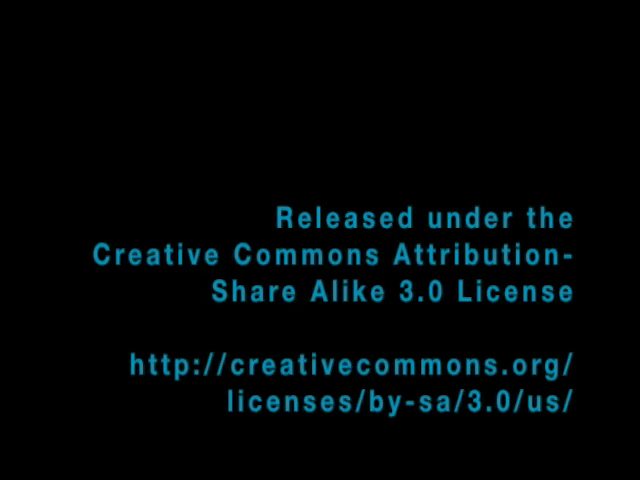 Released under the
Creative Commons Attribution-
Share Alike 3.0 License
http://creativecommons.org/
licenses/by-sa/3.0/us/